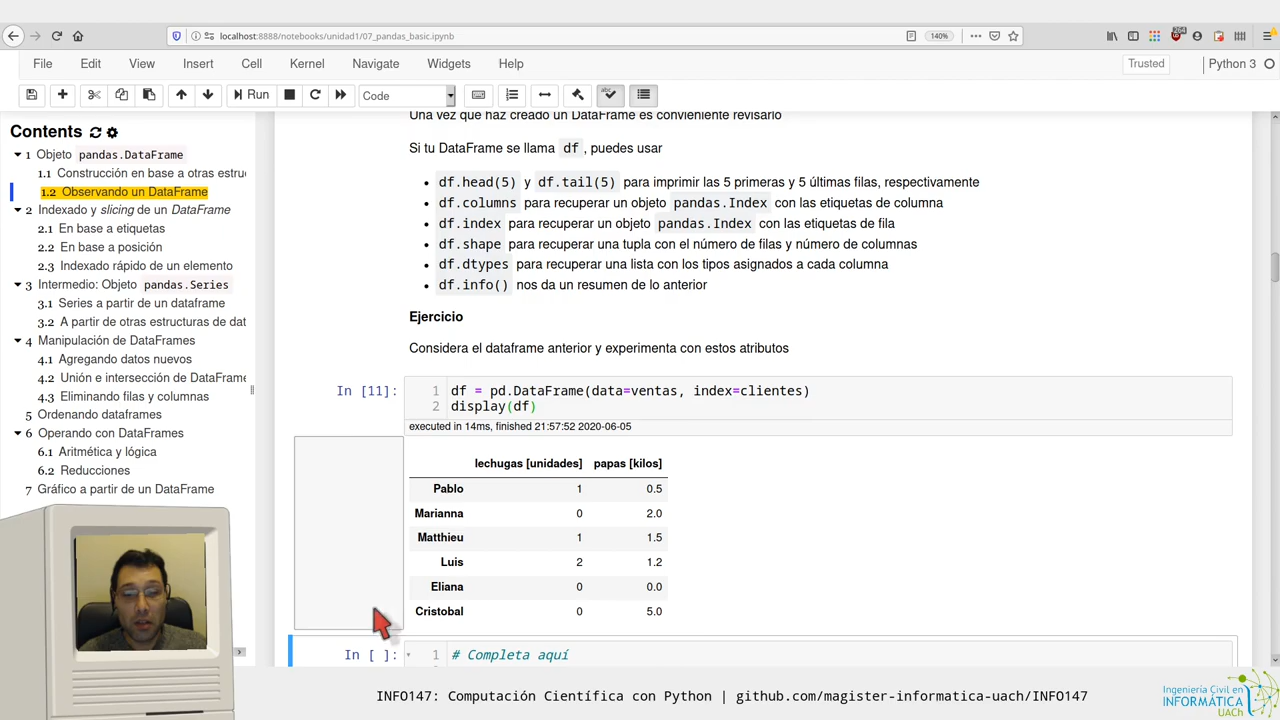 localhost:8888/notebooks/unidad1/07_pandas_basic.ipynb
140%
File Edit View Insert Cell Kernel Navigate Widgets Help
Trusted
Python 3
Run
Code
Contents
1 Objeto pandas.DataFrame
1.1 Construcción en base a otras estru
1.2 Observando un DataFrame
2 Indexado y slicing de un DataFrame
2.1 En base a etiquetas
2.2 En base a posición
2.3 Indexado rápido de un elemento
3 Intermedio: Objeto pandas.Series
3.1 Series a partir de un dataframe
3.2 A partir de otras estructuras de dat
4 Manipulación de DataFrames
4.1 Agregando datos nuevos
4.2 Unión e intersección de DataFrame
4.3 Eliminando filas y columnas
5 Ordenando dataframes
6 Operando con DataFrames
6.1 Aritmética y lógica
6.2 Reducciones
7 Gráfico a partir de un DataFrame
Una vez que haz creado un DataFrame es convieniente revisarlo
Si tu DataFrame se llama df, puedes usar
• df.head(5) y df.tail(5) para imprimir las 5 primeras y 5 últimas filas, respectivamente
• df.columns para recuperar un objeto pandas.Index con las etiquetas de columna
• df.index para recuperar un objeto pandas.Index con las etiquetas de fila
• df.shape para recuperar una tupla con el número de filas y número de columnas
• df.dtypes para recuperar una lista con los tipos asignados a cada columna
• df.info() nos da un resumen de lo anterior
Ejercicio
Considera el dataframe anterior y experimenta con estos atributos
In [11]: 1 df = pd.DataFrame(data=ventas, index=clientes)
2 display(df)
executed in 14ms, finished 21:57:52 2020-06-05
lechugas [unidades] papas [kilos]
Pablo 1 0.5
Marianna 0 2.0
Matthieu 1 1.5
Luis 2 1.2
Eliana 0 0.0
Cristobal 0 5.0
In [ ]: 1 # Completa aquí
INFO147: Computación Científica con Python | github.com/magister-informatica-uach/INFO147
Ingeniería Civil en
INFORMÁTICA
UACh